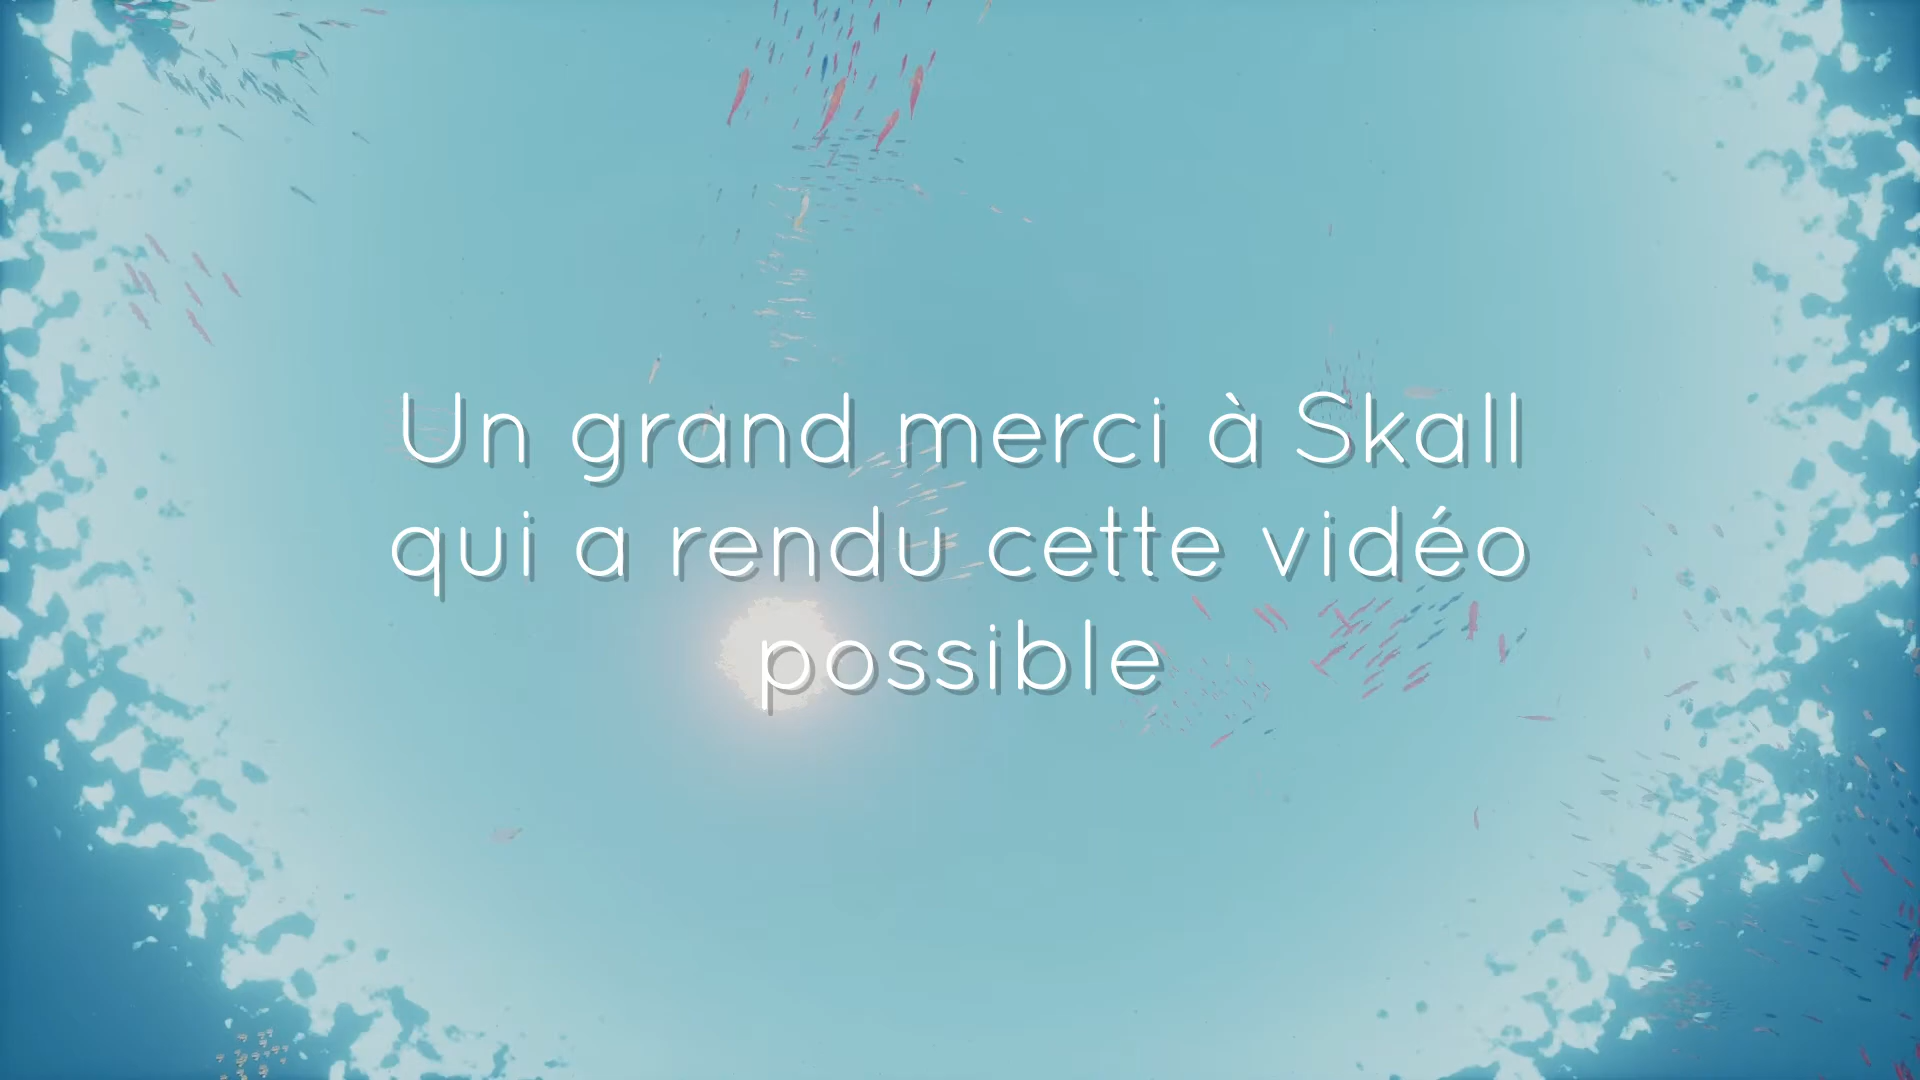 Un grand merci à Skall
qui a rendu cette vidéo
possible